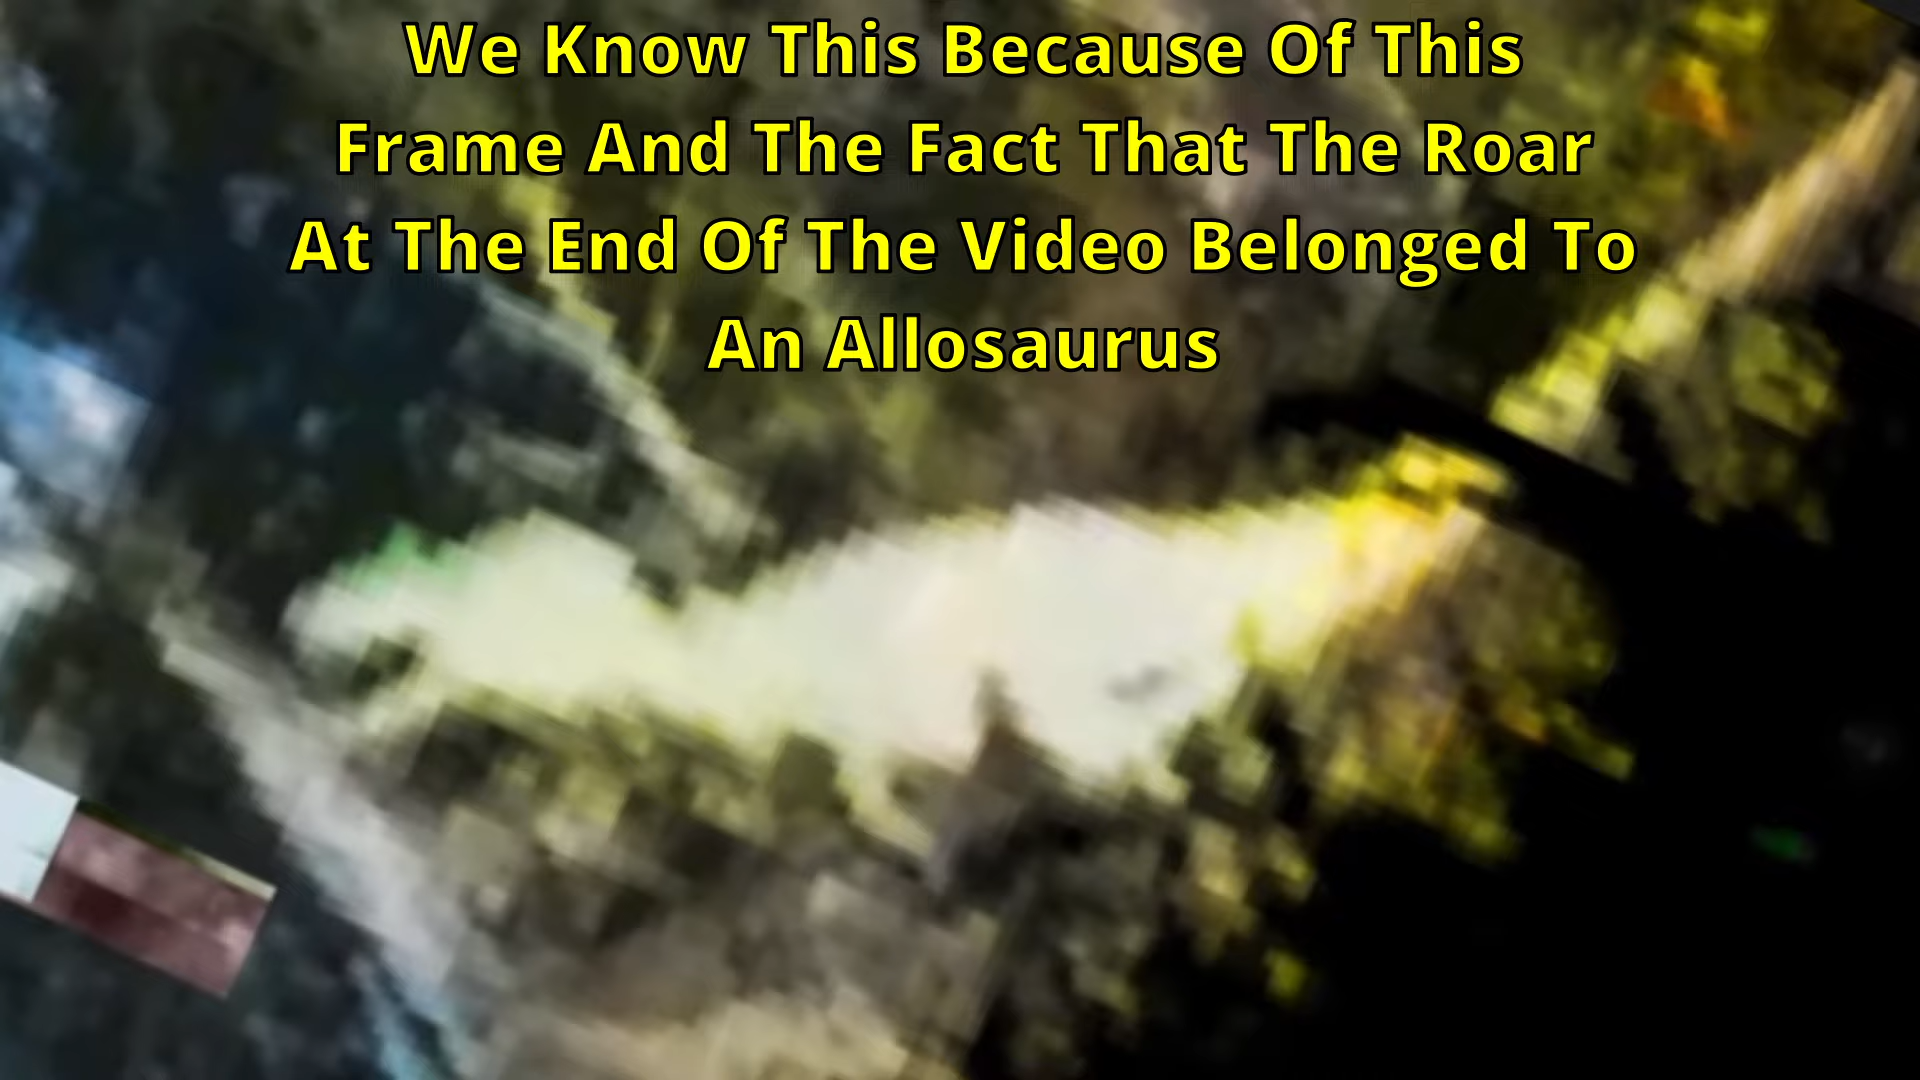 We Know This Because Of This
Frame And The Fact That The Roar
At The End Of The Video Belonged To
An Allosaurus